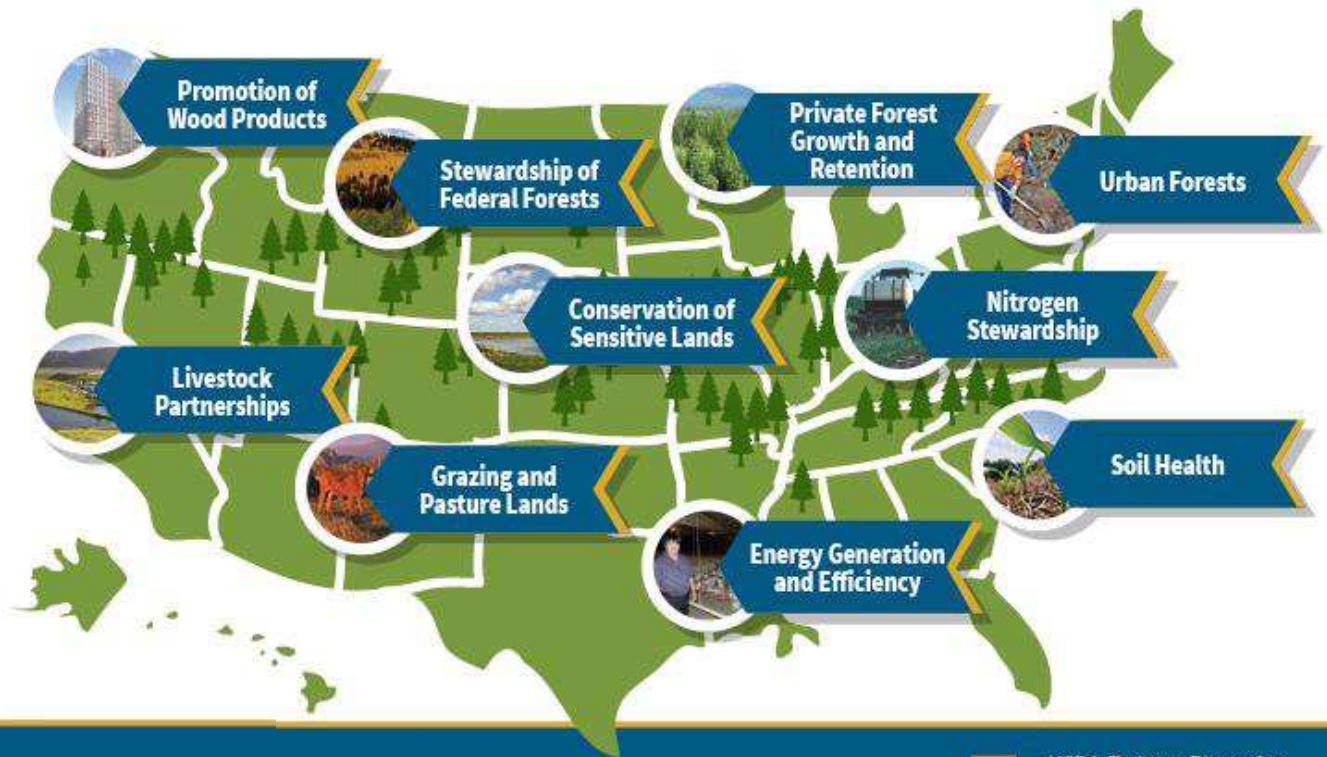 Promotion of
Wood Products
Stewardship of
Federal Forests
Private Forest
Growth and
Retention
Urban Forests
Conservation of
Sensitive Lands
Nitrogen
Stewardship
Livestock
Partnerships
Grazing and
Pasture Lands
Soil Health
Energy Generation
and Efficiency